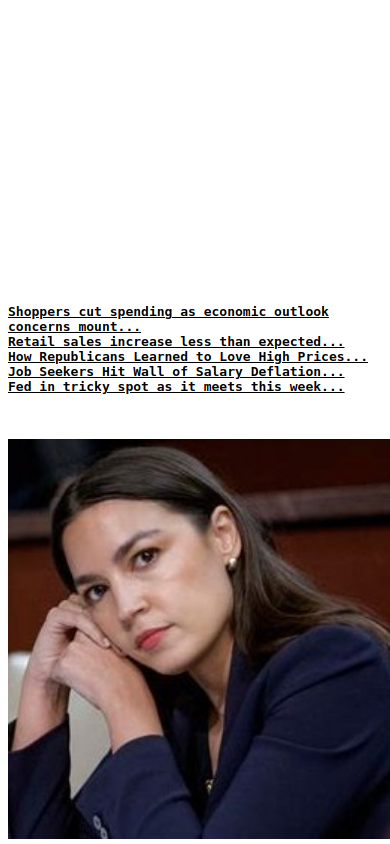 Shoppers cut spending as economic outlook
concerns mount...
Retail sales increase less than expected...
How Republicans Learned to Love High Prices...
Job Seekers Hit Wall of Salary Deflation...
Fed in tricky spot as it meets this week...